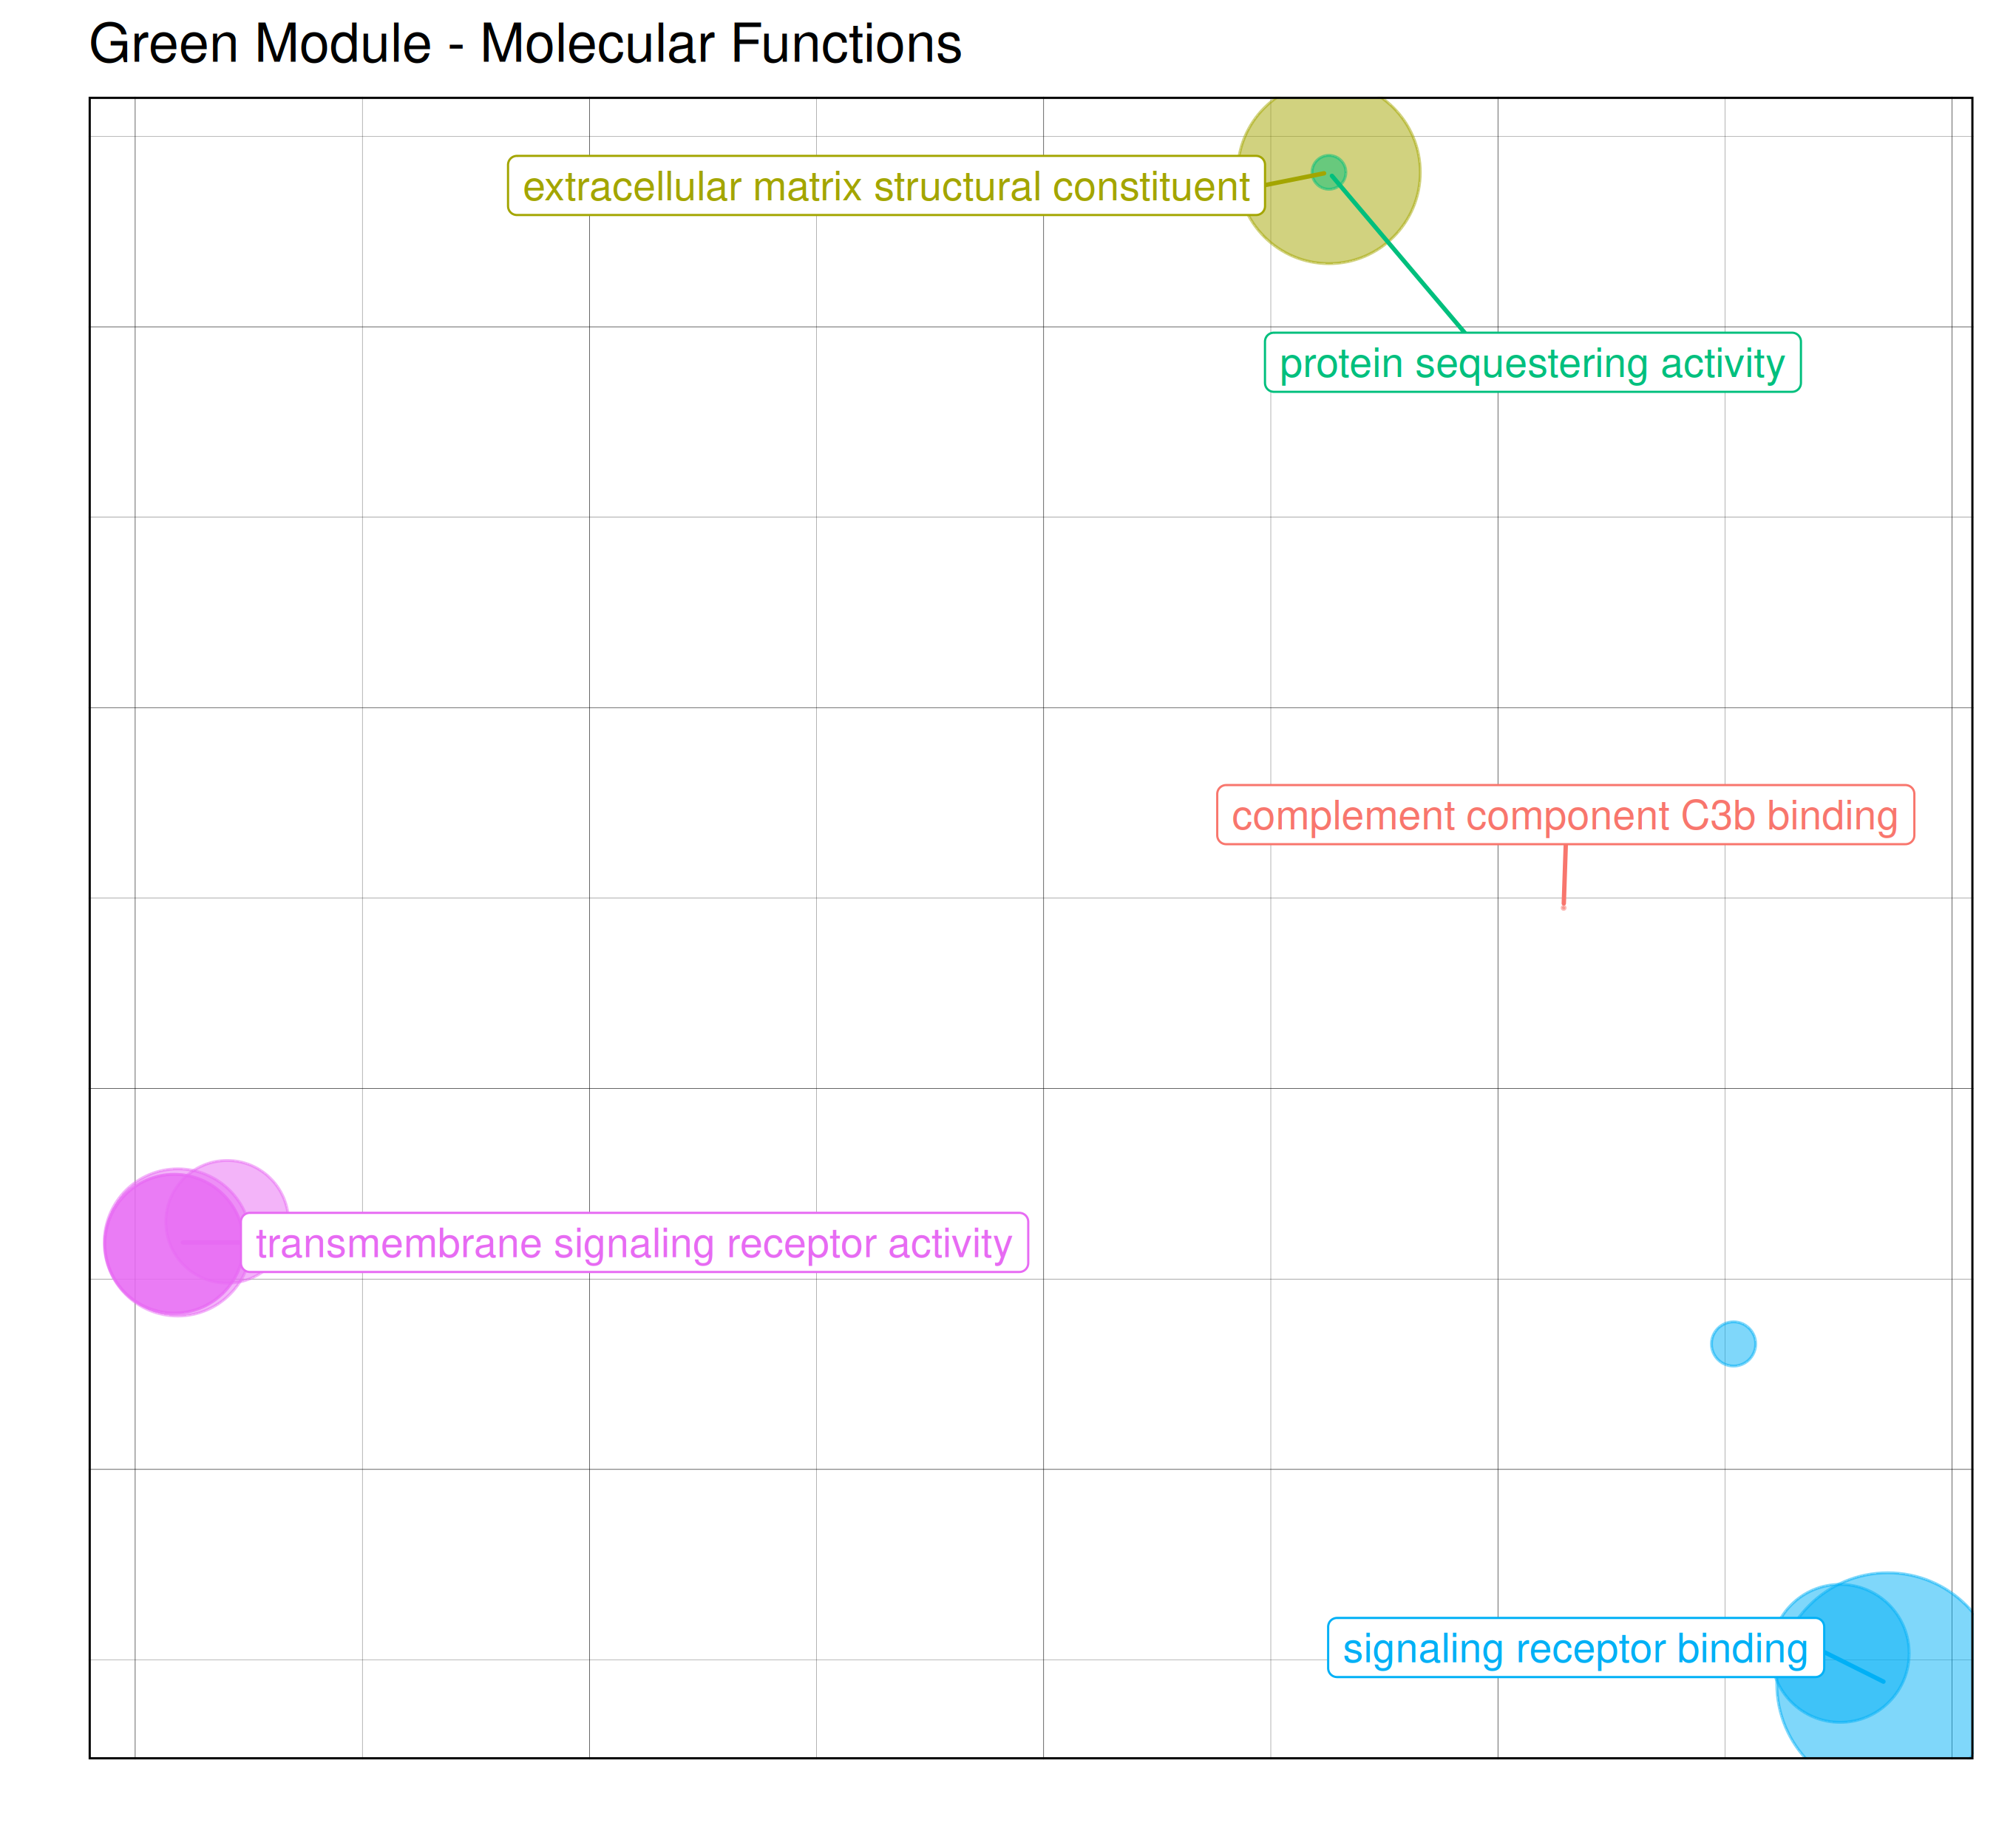 Green Module - Molecular Functions
extracellular matrix structural constituent
protein sequestering activity
complement component C3b binding
transmembrane signaling receptor activity
signaling receptor binding